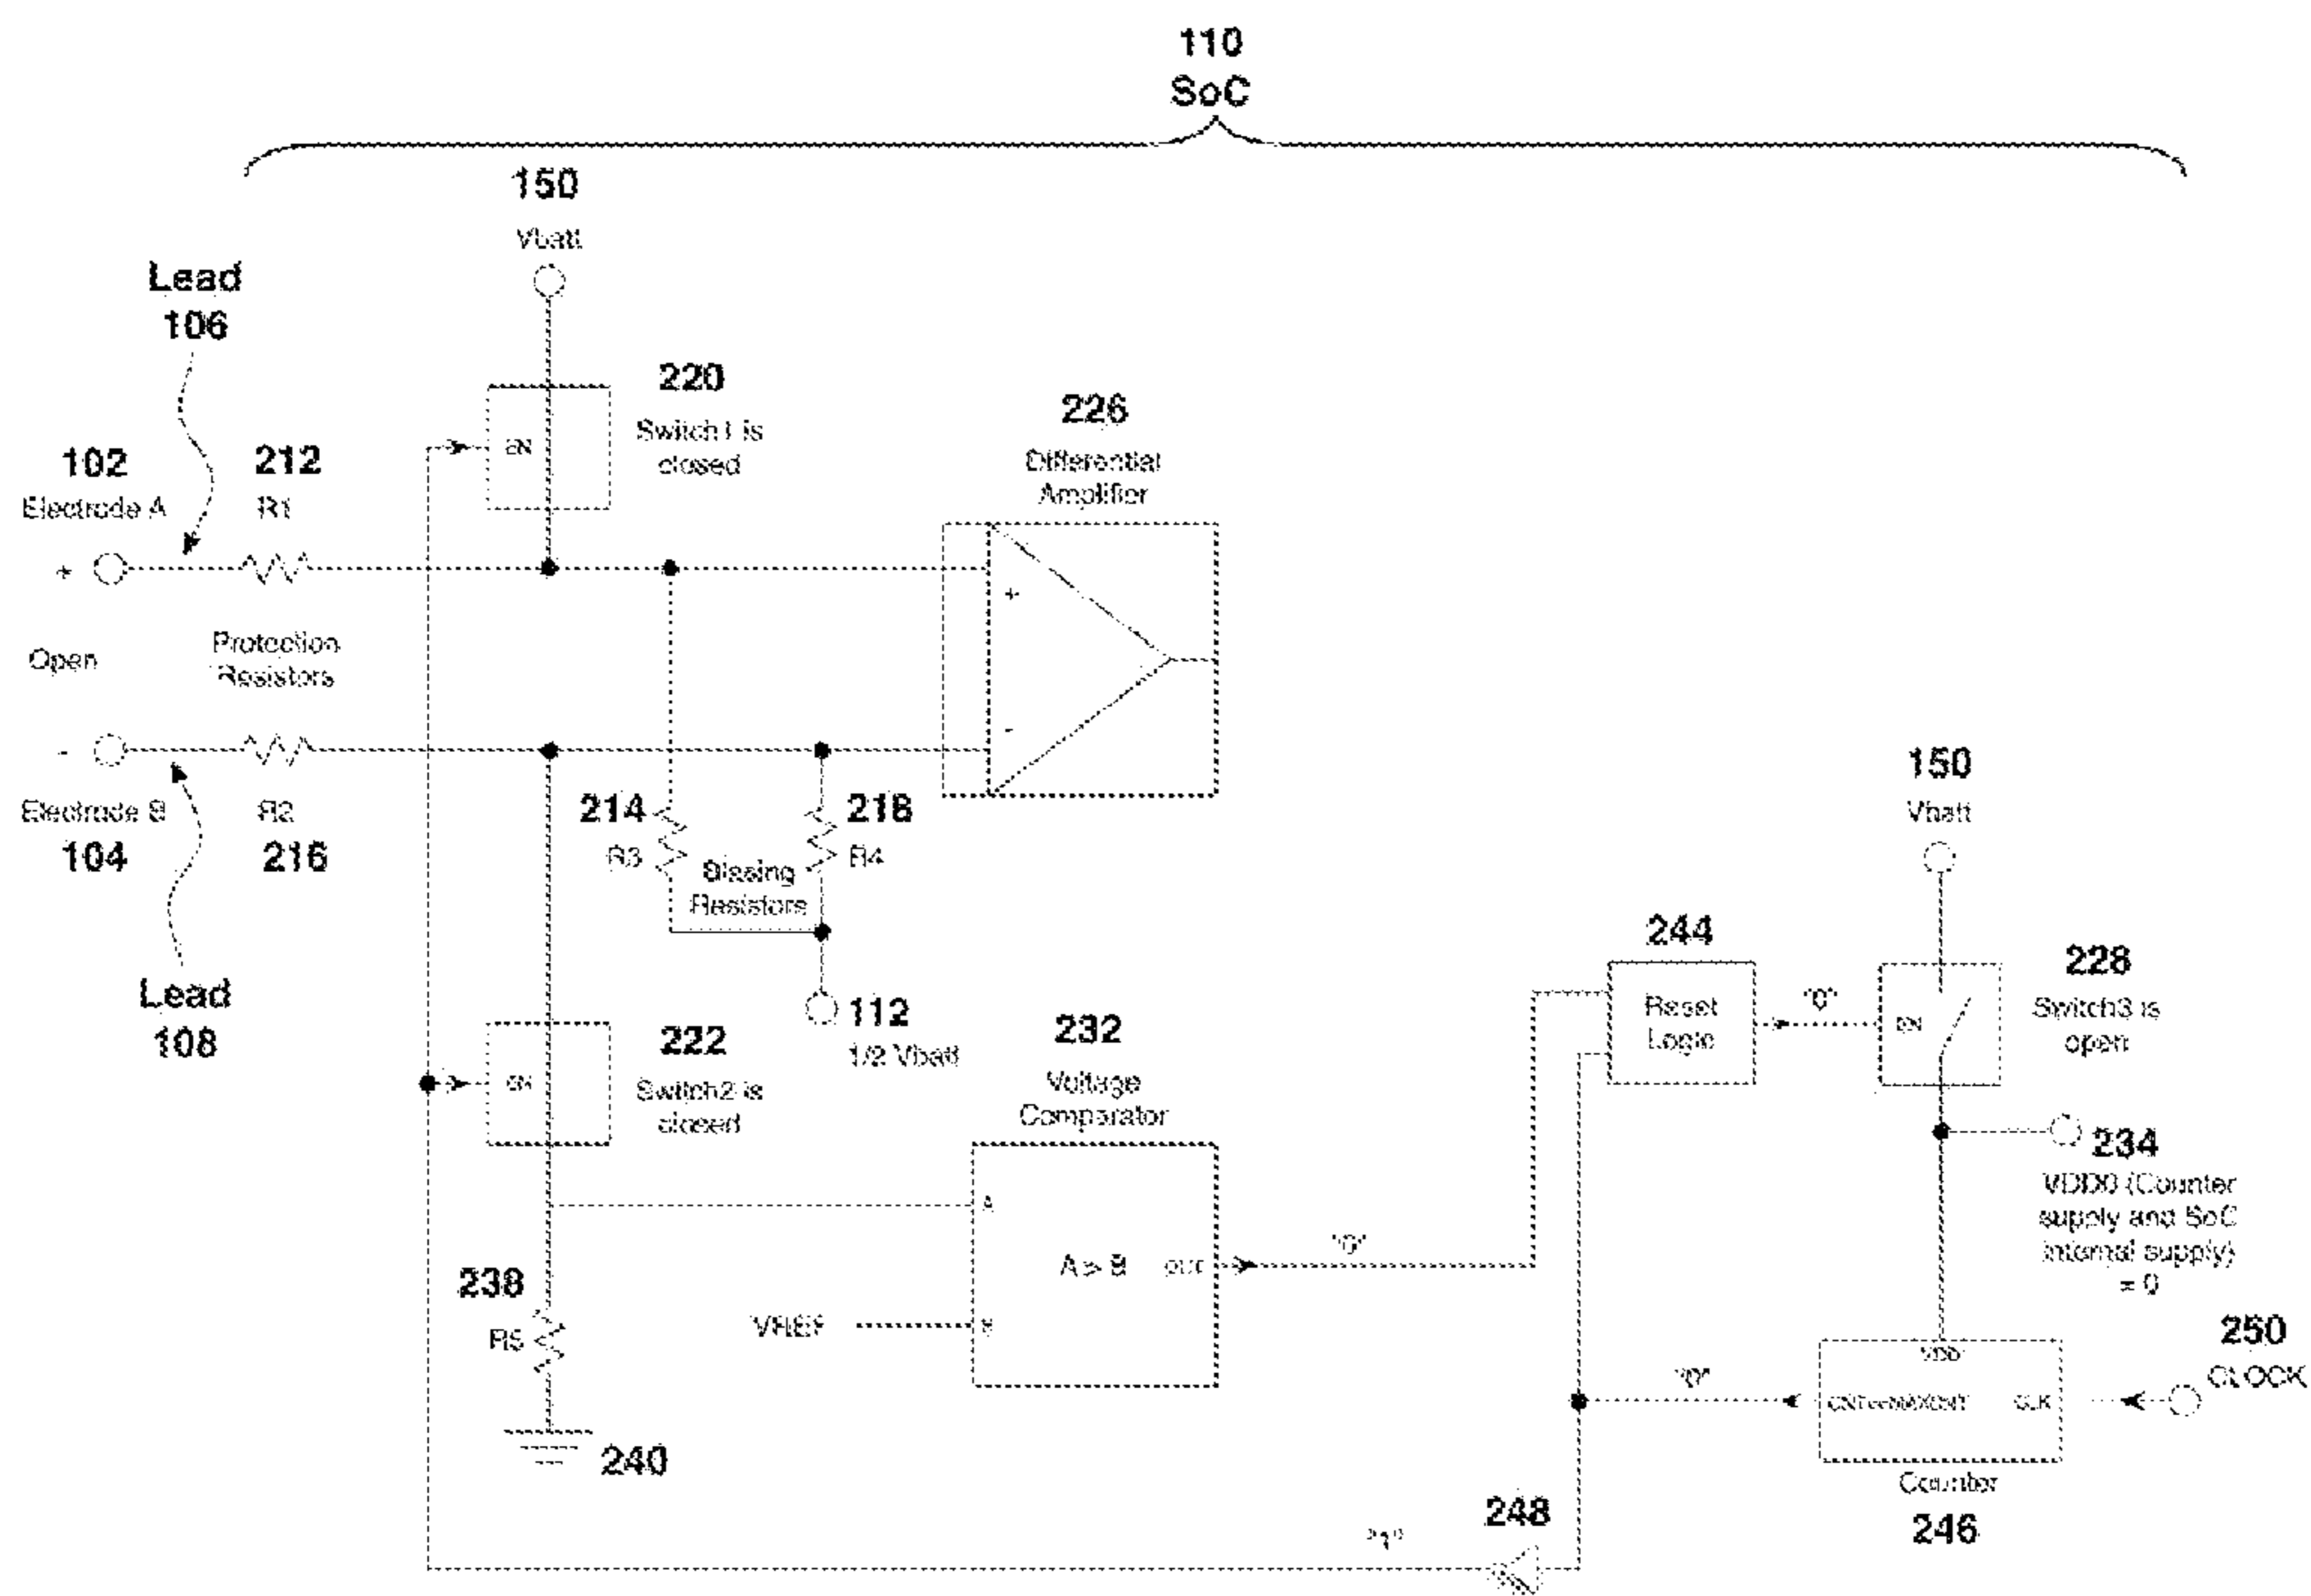 110
SoC
150
Vbatt
Lead
106
220
Switch1 is
closed
EN
226
Differential
Amplifier
102
Electrode A
212
R1
+
+
Open
Protection
Resistors
-
-
Electrode B
104
R2
216
214
R3
218
R4
Biasing
Resistors
150
Vbatt
Lead
108
112
1/2 Vbatt
222
Switch2 is
closed
EN
232
Voltage
Comparator
244
Reset
Logic
"0"
EN
228
Switch3 is
open
234
VDD0 (Counter
supply and SoC
internal supply)
= 0
A
A > B
OUT
"0"
VREF
B
238
R5
240
250
CLOCK
VDD
CLK
"0"
Counter
246
248
"1"